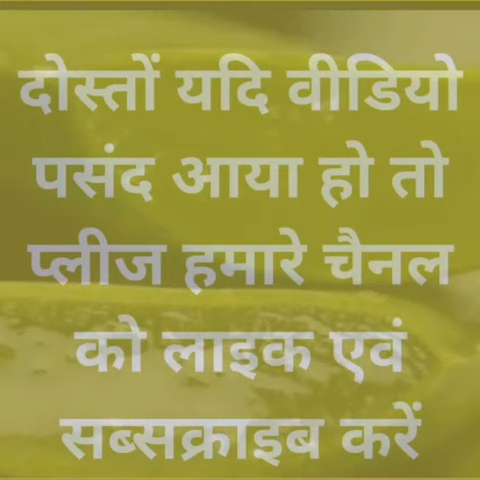 दोस्तों यदि वीडियो
पसंद आया हो तो
प्लीज हमारे चैनल
को लाइक एवं
सब्सक्राइब करें